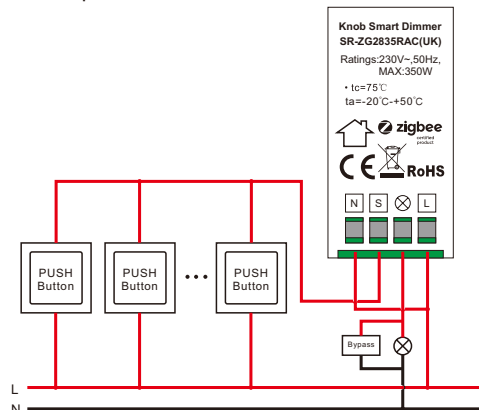 Knob Smart Dimmer
SR-ZG2835RAC(UK)
Ratings:230V~,50Hz,
MAX:350W
• tc=75℃
ta=-20℃-+50℃
zigbee
certified
product
CE
RoHS
N S L
PUSH
Button
PUSH
Button
PUSH
Button
Bypass
L
N